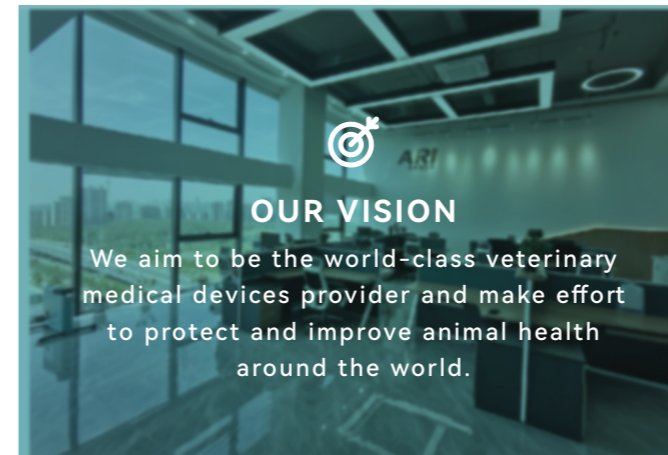 ARI
OUR VISION
We aim to be the world-class veterinary
medical devices provider and make effort
to protect and improve animal health
around the world.